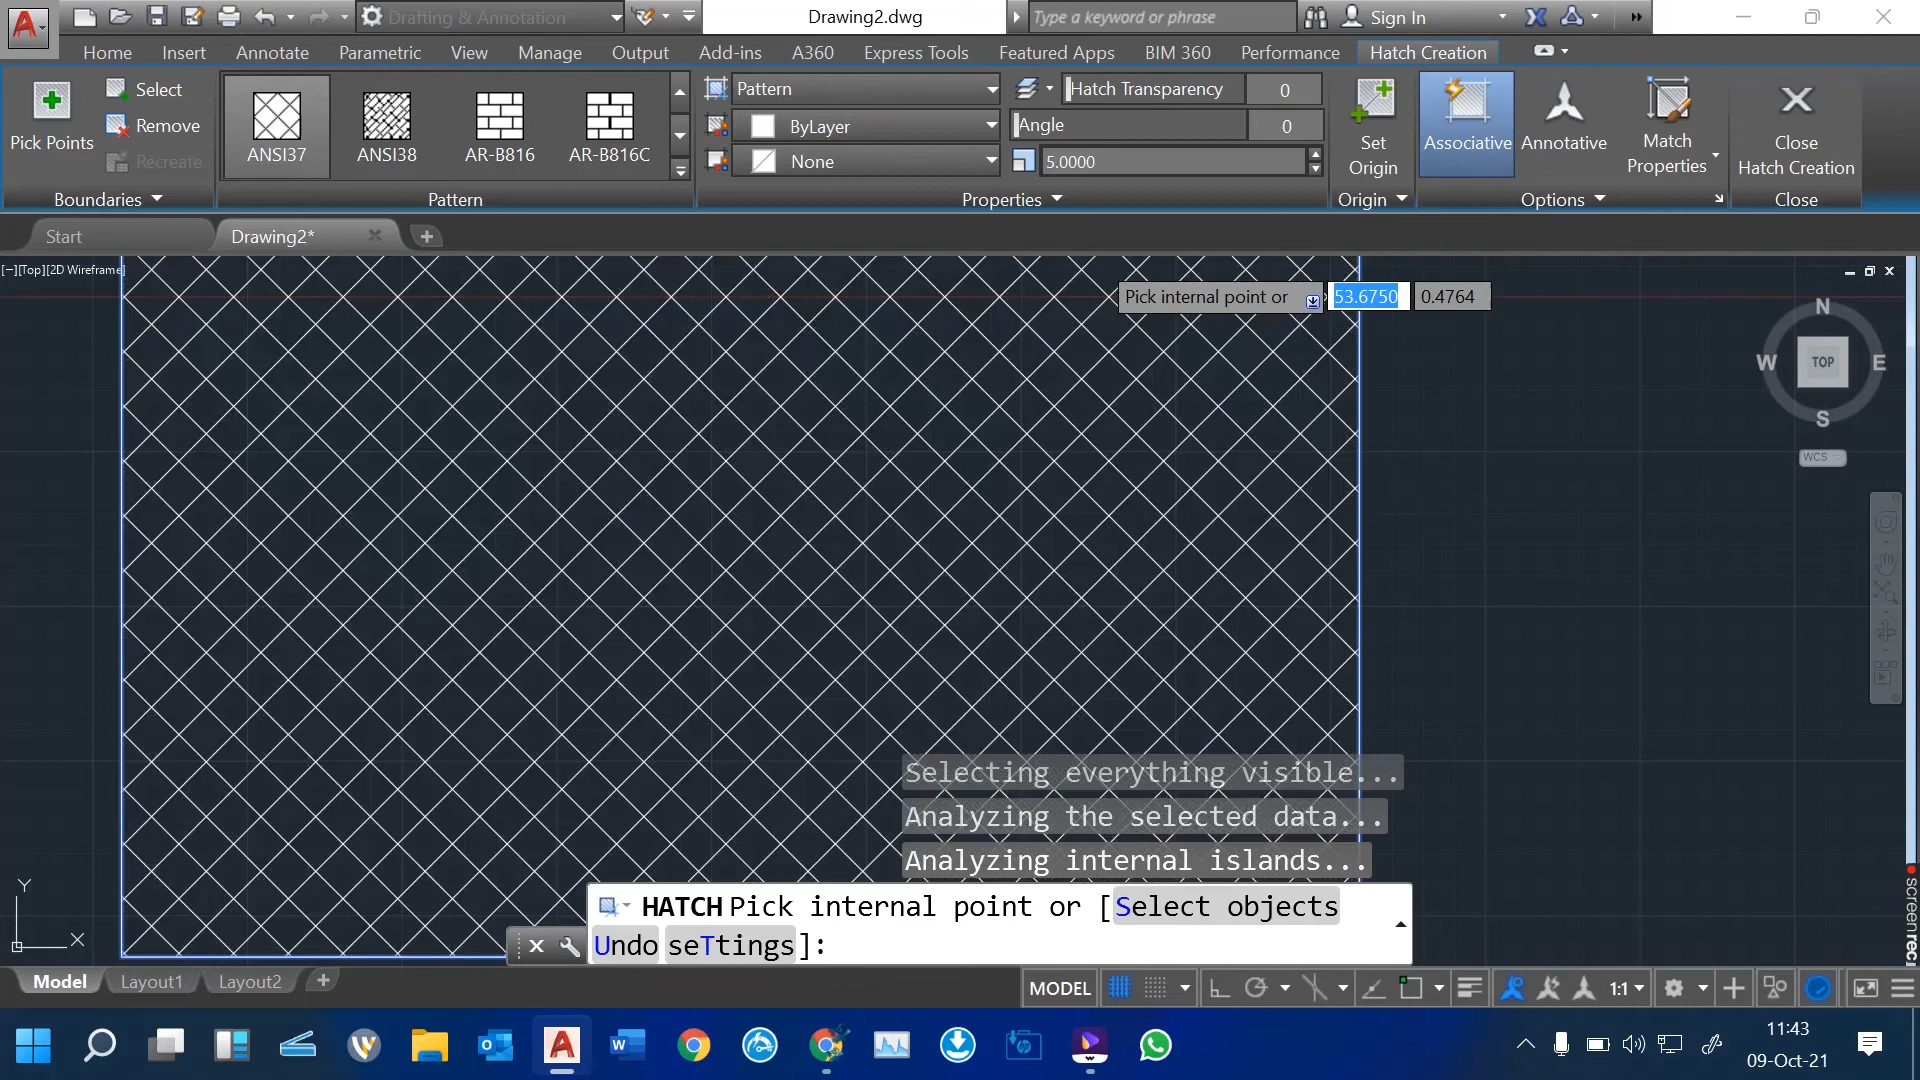 Drafting & Annotation
Drawing2.dwg
Type a keyword or phrase
Sign In
Home Insert Annotate Parametric View Manage Output Add-ins A360 Express Tools Featured Apps BIM 360 Performance Hatch Creation
Pick Points
Select
Remove
Recreate
Boundaries
ANSI37
ANSI38
AR-B816
AR-B816C
Pattern
Pattern
ByLayer
None
Hatch Transparency 0
Angle 0
5.0000
Properties
Set
Origin
Origin
Associative
Annotative
Match
Properties
Options
Close
Hatch Creation
Close
Start
Drawing2*
[−][Top][2D Wireframe]
Pick internal point or 53.6750 0.4764
N
W TOP E
S
WCS
Selecting everything visible...
Analyzing the selected data...
Analyzing internal islands...
HATCH Pick internal point or [Select objects
Undo seTtings]:
Y
X
screenrec
Model Layout1 Layout2
MODEL
1:1
11:43
09-Oct-21